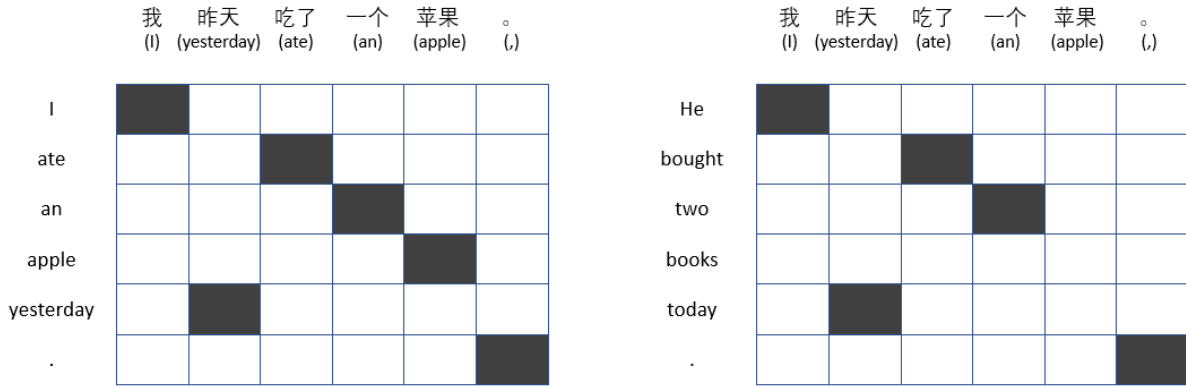 我 昨天 吃了 一个 苹果 。
(I) (yesterday) (ate) (an) (apple) (,)
I
ate
an
apple
yesterday
.
我 昨天 吃了 一个 苹果 。
(I) (yesterday) (ate) (an) (apple) (,)
He
bought
two
books
today
.